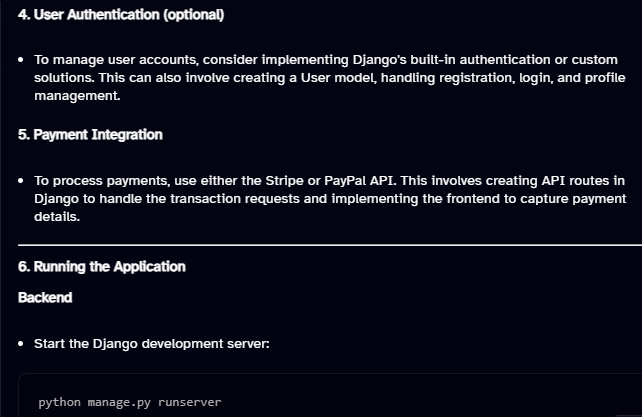 4. User Authentication (optional)
• To manage user accounts, consider implementing Django's built-in authentication or custom
solutions. This can also involve creating a User model, handling registration, login, and profile
management.
5. Payment Integration
• To process payments, use either the Stripe or PayPal API. This involves creating API routes in
Django to handle the transaction requests and implementing the frontend to capture payment
details.
6. Running the Application
Backend
• Start the Django development server:
python manage.py runserver